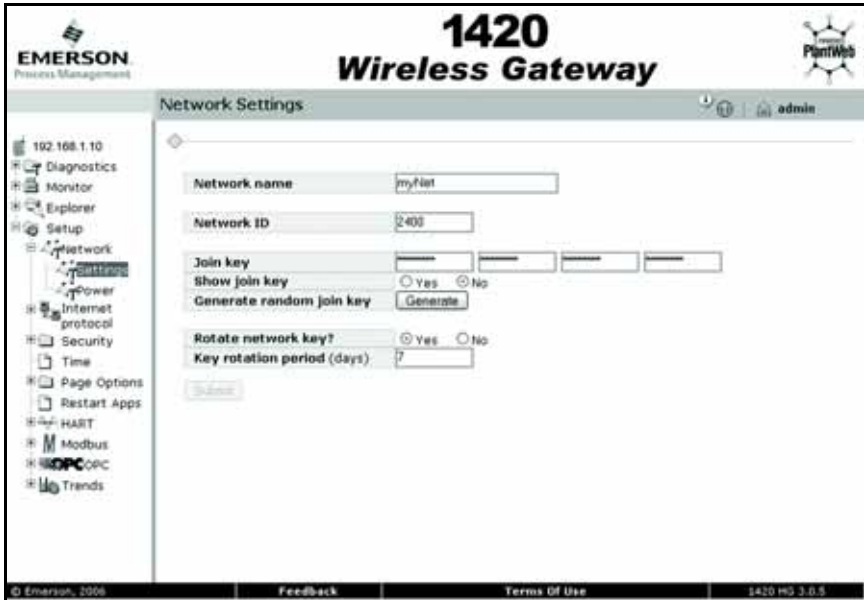 EMERSON
Process Management
1420
Wireless Gateway
PlantWeb
Network Settings
admin
192.168.1.10
Diagnostics
Monitor
Explorer
Setup
Network
Settings
Power
Internet
protocol
Security
Time
Page Options
Restart Apps
HART
Modbus
OPC OPC
Trends
Network name
myNet
Network ID
2400
Join key
Show join key
Yes No
Generate random join key
Generate
Rotate network key?
Yes No
Key rotation period (days)
7
Submit
© Emerson, 2006
Feedback
Terms Of Use
1420 HG 3.0.5